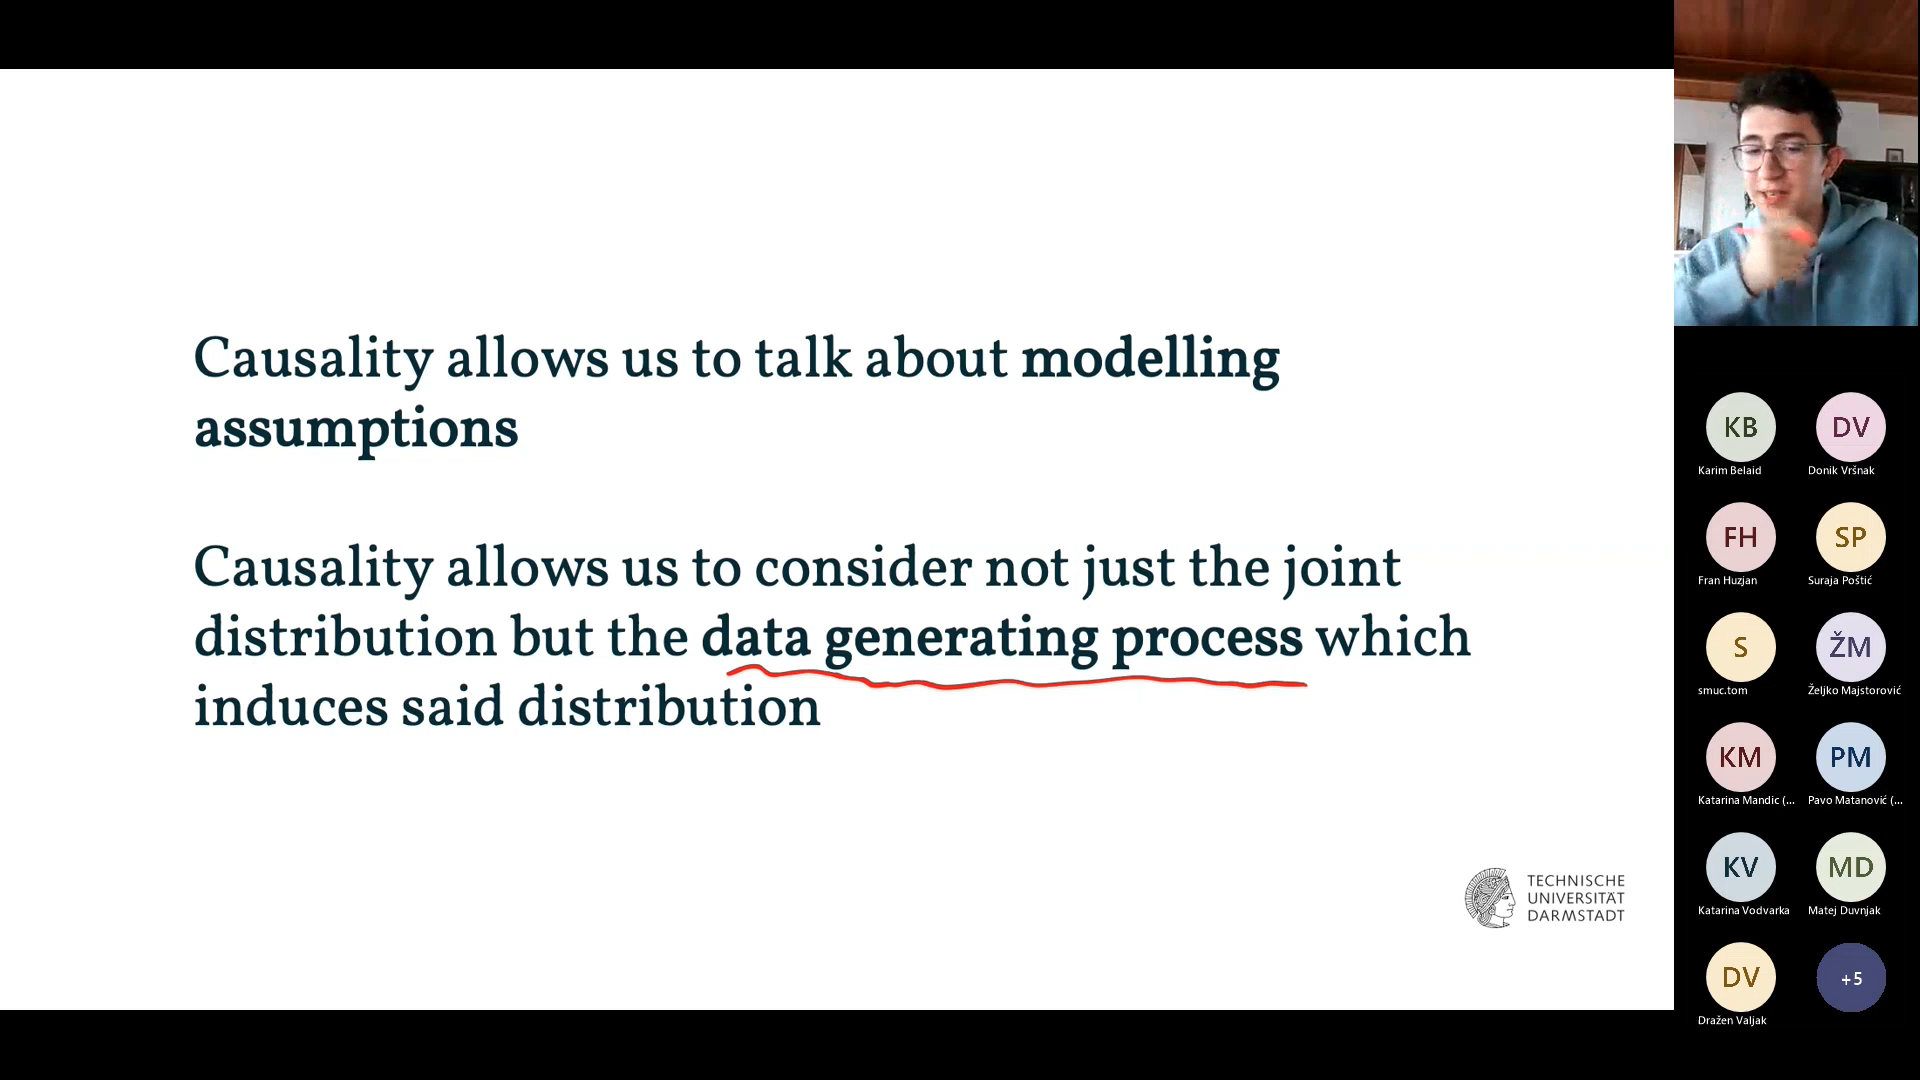 Causality allows us to talk about modelling
assumptions
Causality allows us to consider not just the joint
distribution but the data generating process which
induces said distribution
TECHNISCHE
UNIVERSITÄT
DARMSTADT
KB
Karim Belaid
DV
Donik Vršnak
FH
Fran Huzjan
SP
Suraja Poštić
S
smuc.tom
ŽM
Željko Majstorović
KM
Katarina Mandic (...
PM
Pavo Matanović (...
KV
Katarina Vodvarka
MD
Matej Duvnjak
DV
Dražen Valjak
+5